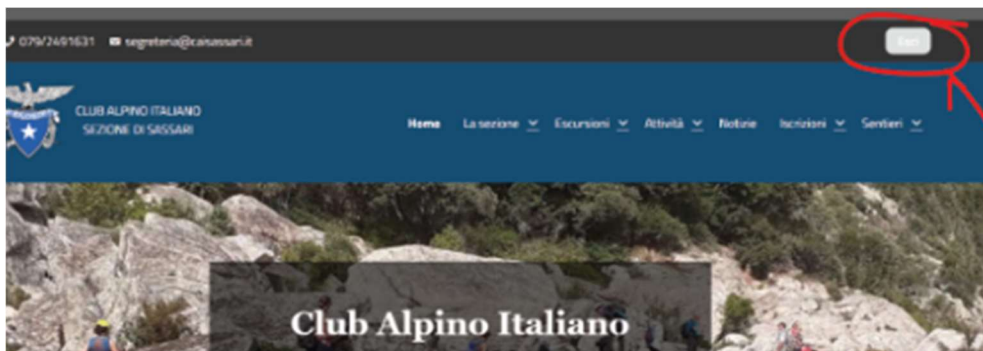 079/2491631 segreteria@caisassari.it Esci
CLUB ALPINO ITALIANO
SEZIONE DI SASSARI
Home La sezione Escursioni Attività Notizie Iscrizioni Sentieri
Club Alpino Italiano